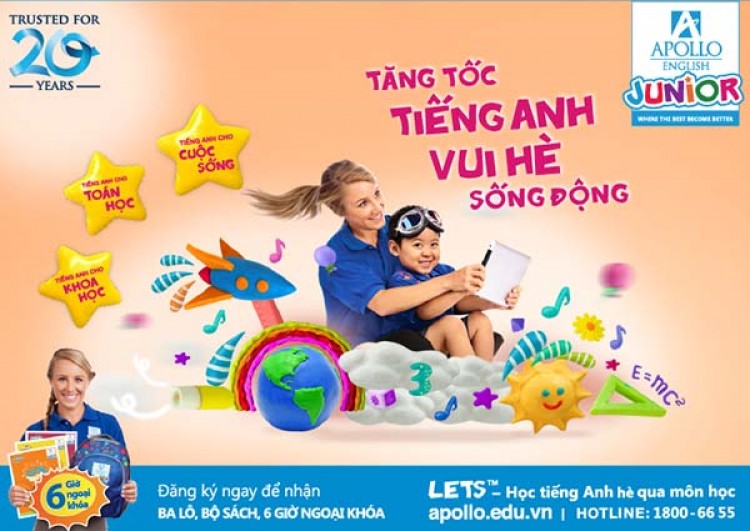 TRUSTED FOR
20
YEARS
APOLLO
ENGLISH
JUNIOR
WHERE THE BEST BECOME BETTER
TĂNG TỐC
TIẾNG ANH
VUI HÈ
SỐNG ĐỘNG
TIẾNG ANH CHO
CUỘC
SỐNG
TIẾNG ANH CHO
TOÁN
HỌC
TIẾNG ANH CHO
KHOA
HỌC
E=mc2
6 Giờ
ngoại
khóa
Đăng ký ngay để nhận
BA LÔ, BỘ SÁCH, 6 GIỜ NGOẠI KHÓA
LETS™ – Học tiếng Anh hè qua môn học
apollo.edu.vn | HOTLINE: 1800-66 55